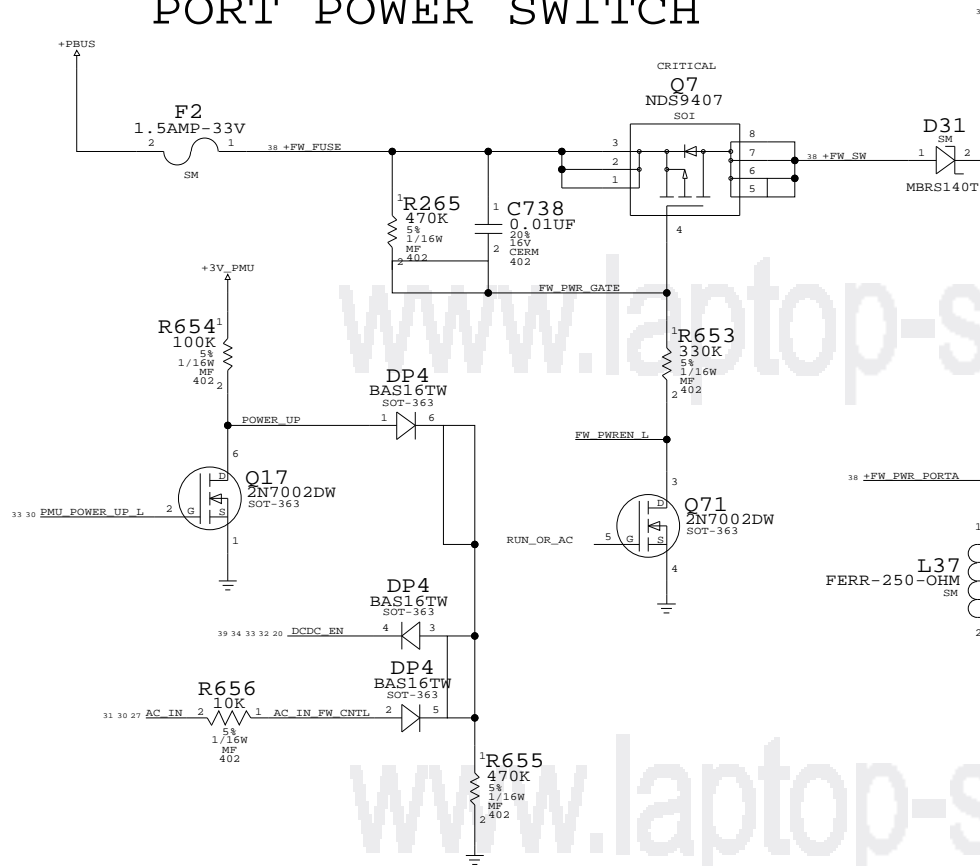 PORT POWER SWITCH
+PBUS
CRITICAL
Q7
NDS9407
SOI
F2
1.5AMP-33V
2 1
SM
38 +FW_FUSE
3
2
1
8
7
6
5
4
38 +FW_SW
D31
SM
1 2
MBRS140T
1
R265
470K
5%
1/16W
MF
402
2
1
C738
0.01UF
20%
16V
CERM
402
2
FW_PWR_GATE
+3V_PMU
R654
1
100K
5%
1/16W
MF
402
2
1
R653
330K
5%
1/16W
MF
402
2
DP4
BAS16TW
SOT-363
1 6
POWER_UP
FW_PWREN_L
6
D
Q17
2N7002DW
SOT-363
33 30 PMU_POWER_UP_L 2 G S
1
38 +FW_PWR_PORTA
3
D
Q71
2N7002DW
SOT-363
RUN_OR_AC 5 G S
4
1
L37
FERR-250-OHM
SM
2
DP4
BAS16TW
SOT-363
39 34 33 32 20 DCDC_EN 4 3
DP4
BAS16TW
SOT-363
R656
10K
31 30 27 AC_IN 2 1 AC_IN_FW_CNTL 2 5
5%
1/16W
MF
402
1
R655
470K
5%
1/16W
MF
402
2
www.laptop-s
www.laptop-s